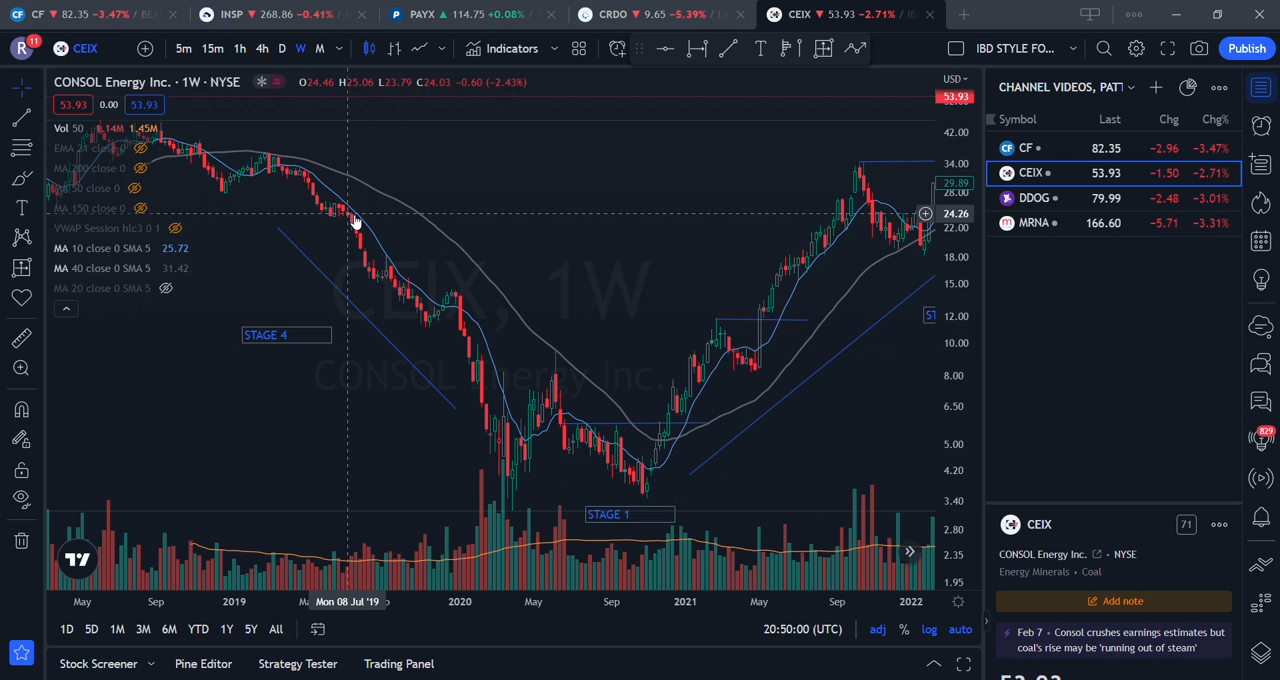 CF ▼ 82.35 −3.47% / BEA
INSP ▼ 268.86 −0.41% /
PAYX ▲ 114.75 +0.08%
CRDO ▼ 9.65 −5.39% /
CEIX ▼ 53.93 −2.71% / IB
R 11 CEIX 5m 15m 1h 4h D W M Indicators IBD STYLE FO... Publish
CONSOL Energy Inc. · 1W · NYSE O24.46 H25.06 L23.79 C24.03 −0.60 (−2.43%)
53.93 0.00 53.93
Vol 50 1.14M 1.45M
EMA 21 close 0
MA 200 close 0
MA 50 close 0
MA 150 close 0
VWAP Session hlc3 0 1
MA 10 close 0 SMA 5 25.72
MA 40 close 0 SMA 5 31.42
MA 20 close 0 SMA 5
CEIX, 1W
CONSOL Energy Inc.
STAGE 4
STAGE 1
ST
USD
53.93
42.00
34.00
29.89
28.00
24.26
22.00
18.00
15.00
12.00
10.00
8.00
6.50
5.00
4.20
3.40
2.80
2.35
1.95
May Sep 2019 Mon 08 Jul '19 2020 May Sep 2021 May Sep 2022
1D 5D 1M 3M 6M YTD 1Y 5Y All 20:50:00 (UTC) adj % log auto
Stock Screener Pine Editor Strategy Tester Trading Panel
CHANNEL VIDEOS, PATT
Symbol Last Chg Chg%
CF 82.35 −2.96 −3.47%
CEIX 53.93 −1.50 −2.71%
DDOG 79.99 −2.48 −3.01%
MRNA 166.60 −5.71 −3.31%
829
CEIX 71
CONSOL Energy Inc. · NYSE
Energy Minerals • Coal
Add note
Feb 7 • Consol crushes earnings estimates but
coal's rise may be 'running out of steam'